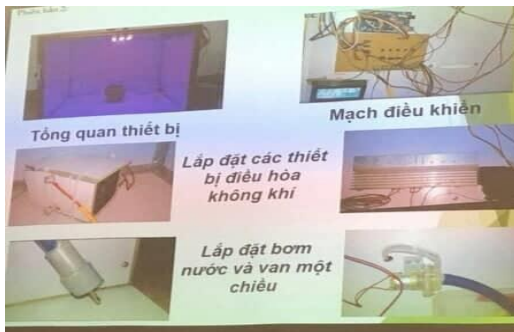 Tổng quan thiết bị
Mạch điều khiển
Lắp đặt các thiết
bị điều hòa
không khí
Lắp đặt bơm
nước và van một
chiều